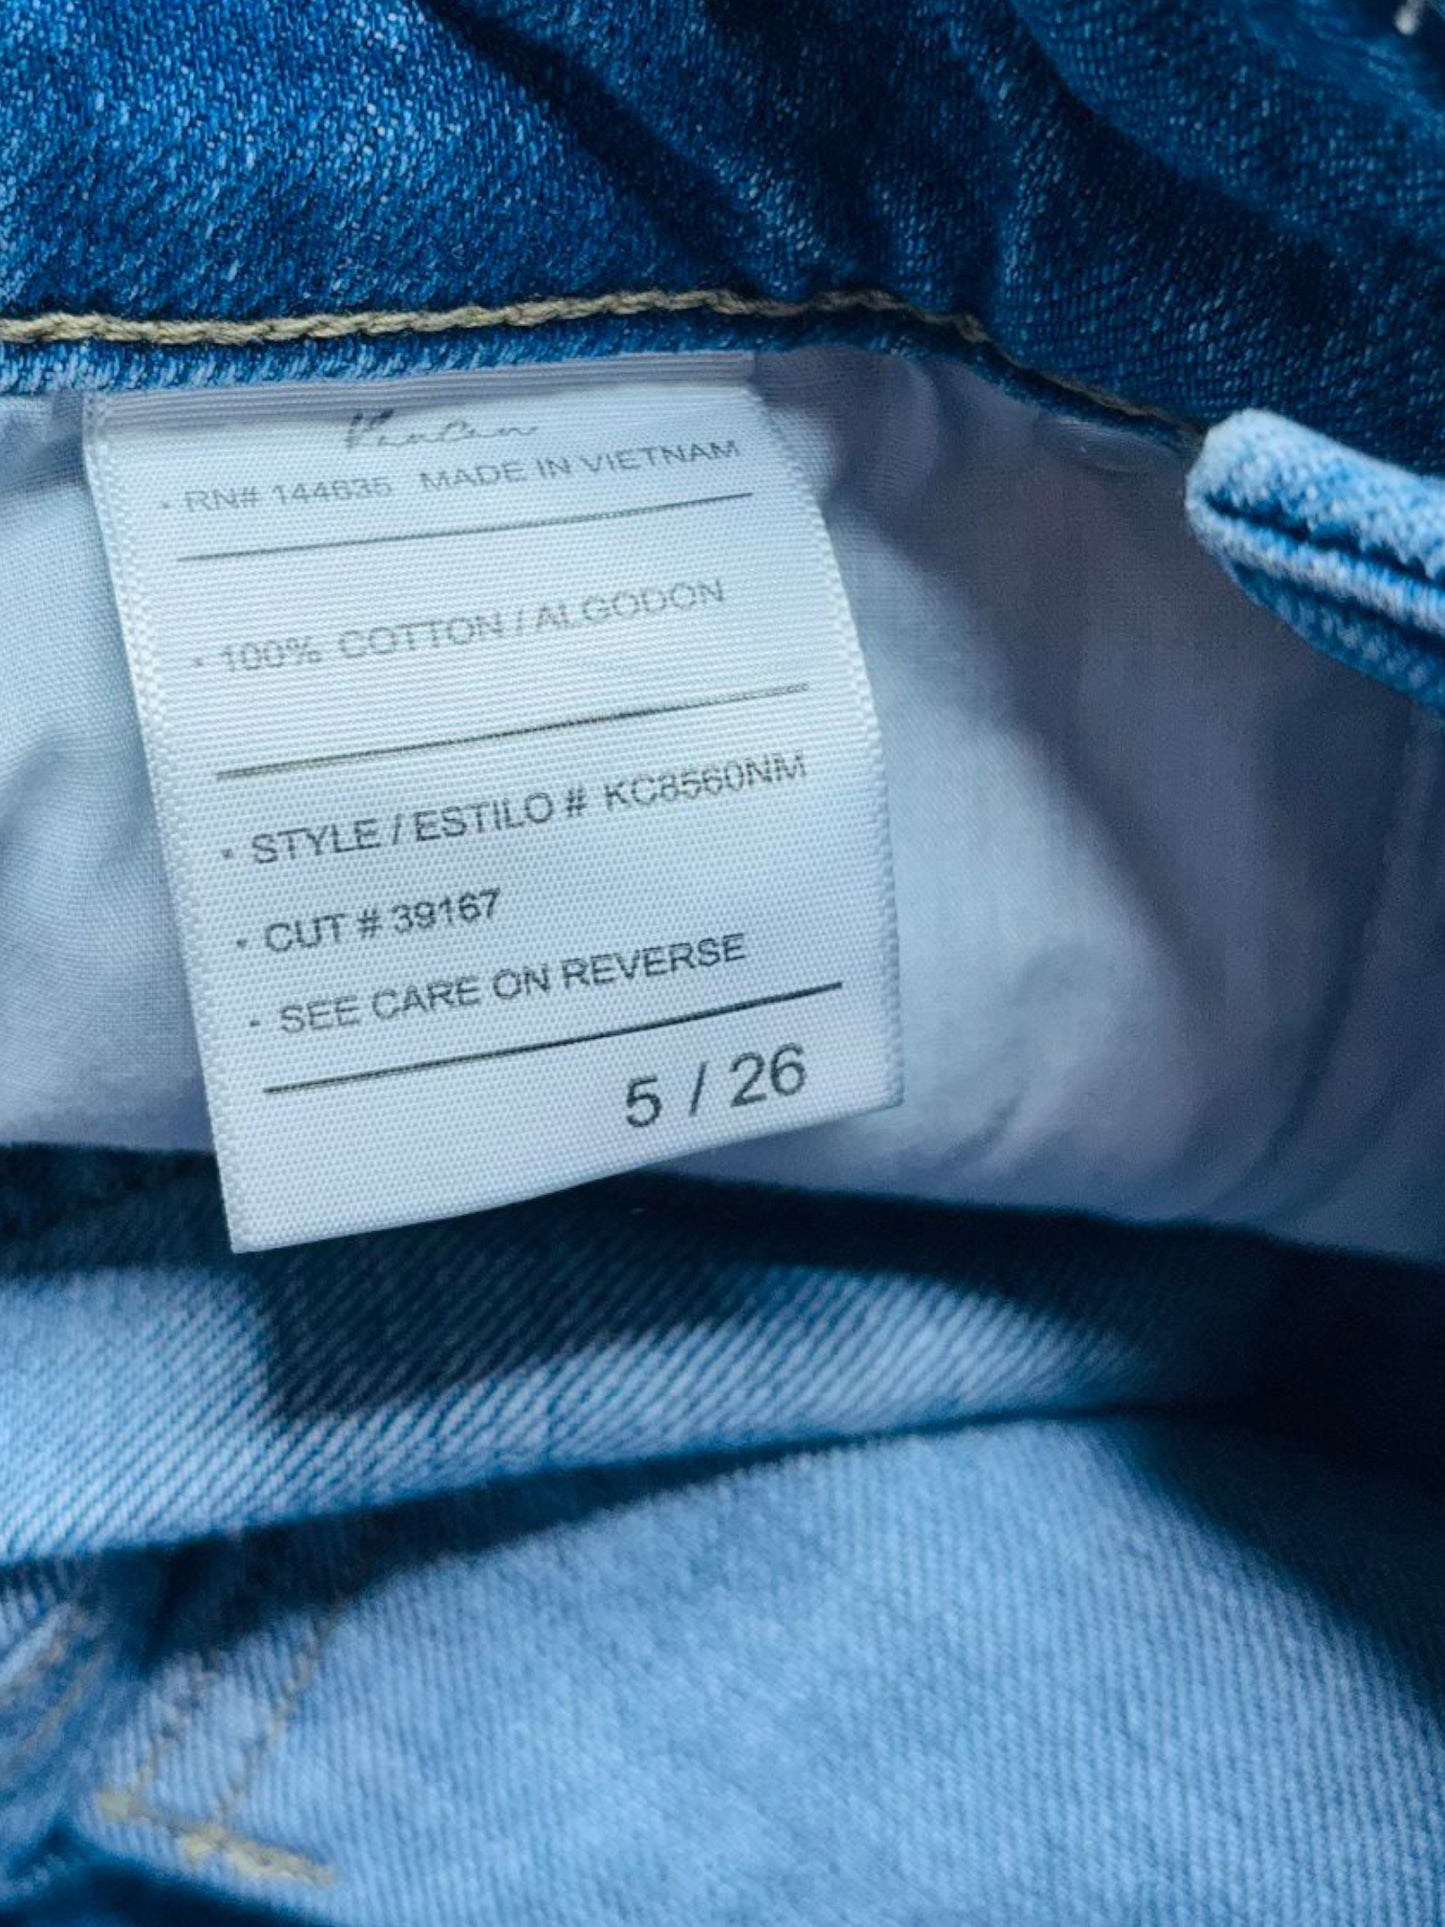 KanCan
• RN# 144635 MADE IN VIETNAM
• 100% COTTON / ALGODON
• STYLE / ESTILO # KC8560NM
• CUT # 39167
• SEE CARE ON REVERSE
5 / 26